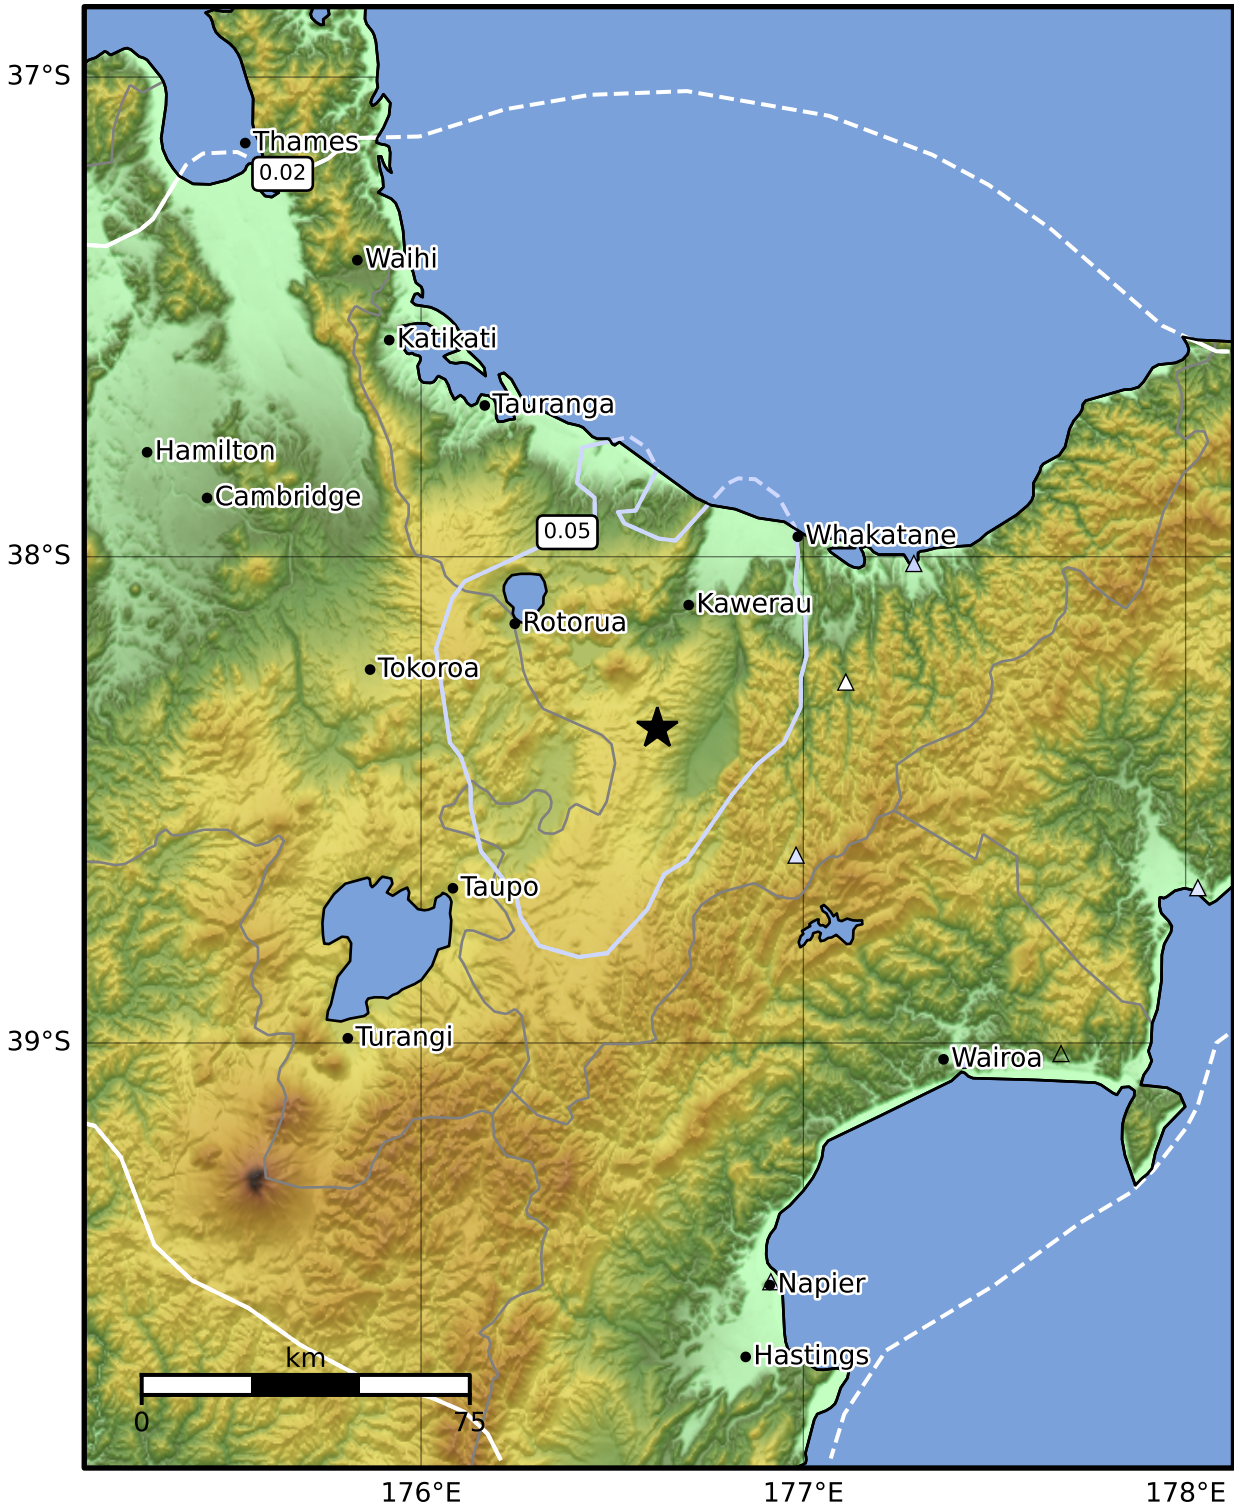 37°S
Thames
0.02
Waihi
Katikati
Tauranga
Hamilton
Cambridge
0.05
Whakatane
38°S
Kawerau
Rotorua
Tokoroa
Taupo
Turangi
39°S
Wairoa
Napier
Hastings
km
0
75
176°E
177°E
178°E